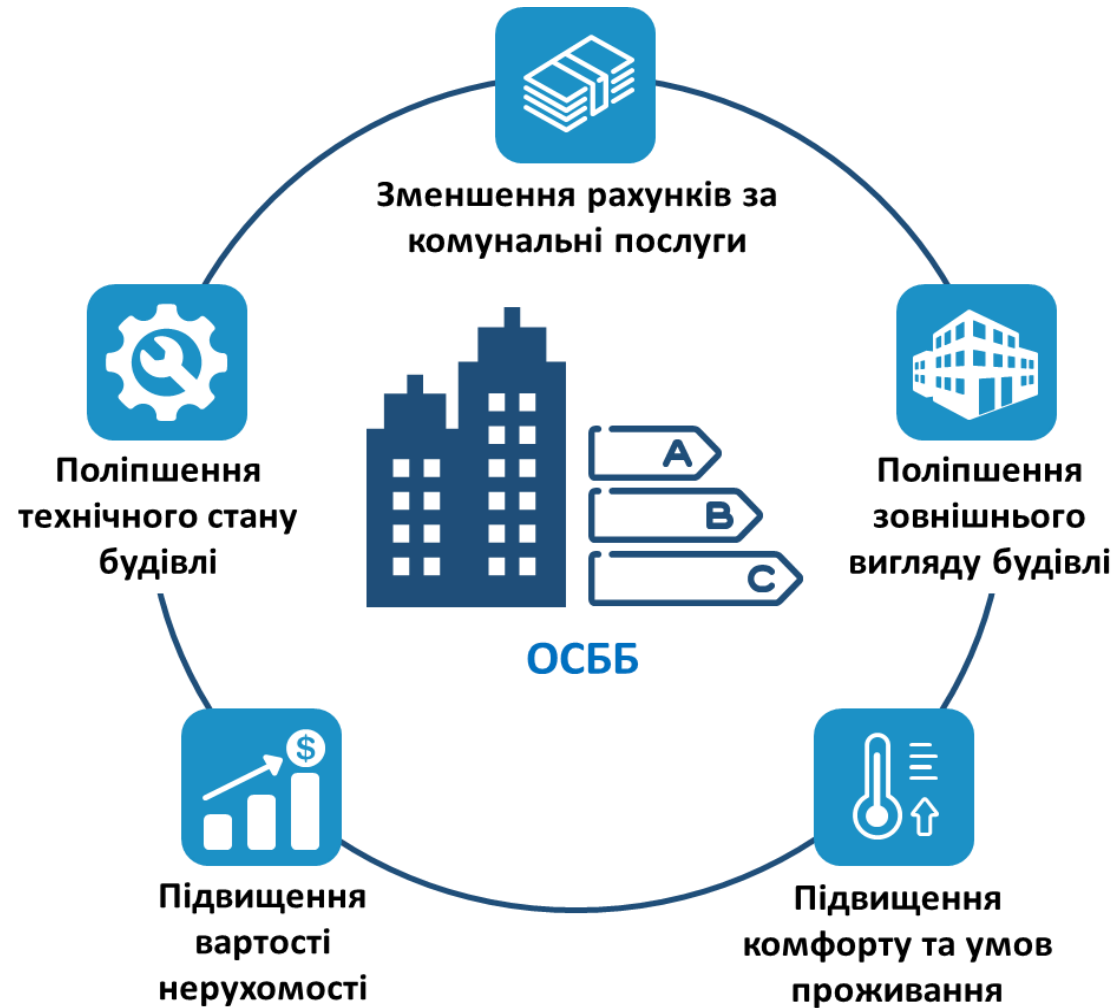 Зменшення рахунків за
комунальні послуги
Поліпшення
технічного стану
будівлі
A
B
C
ОСББ
Поліпшення
зовнішнього
вигляду будівлі
$
Підвищення
вартості
нерухомості
Підвищення
комфорту та умов
проживання